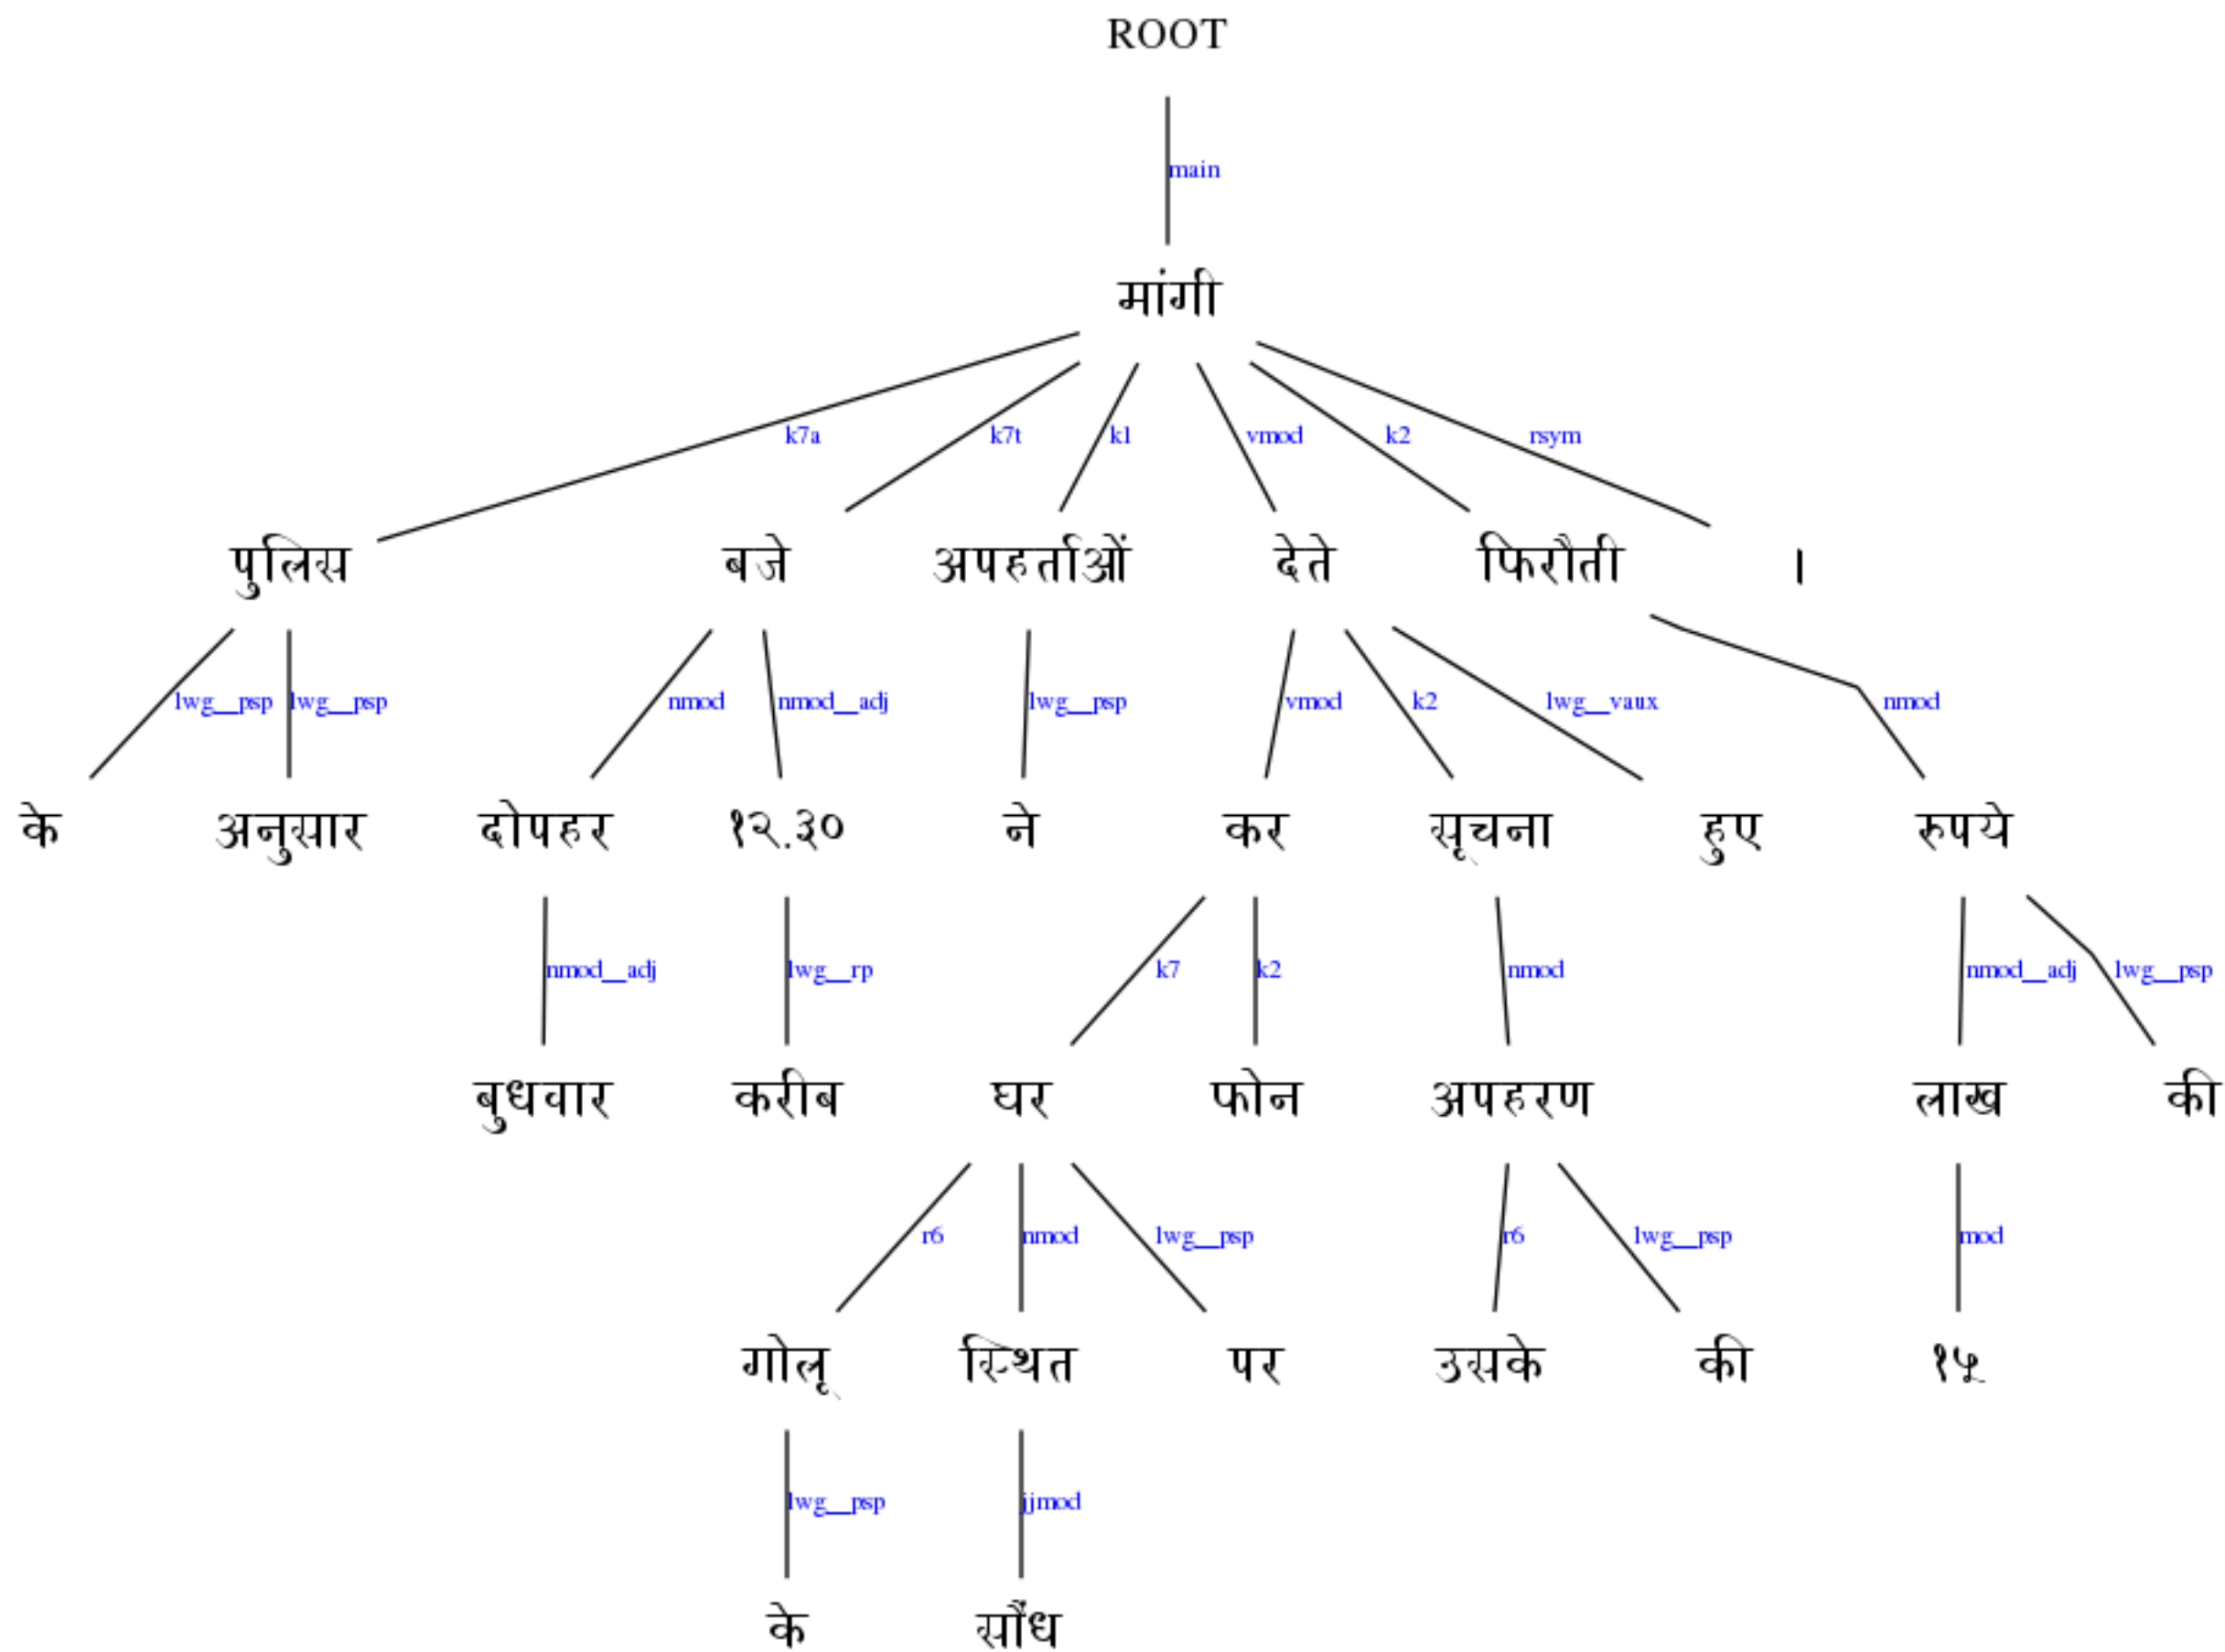 ROOT
main
मांगी
k7a k7t k1 vmod k2 rsym
पुलिस बजे अपहर्ताओं देते फिरौती ।
lwg__psp lwg__psp nmod nmod__adj lwg__psp vmod k2 lwg__vaux nmod
के अनुसार दोपहर १२.३० ने कर सूचना हुए रुपये
nmod__adj lwg__rp k7 k2 nmod nmod__adj lwg__psp
बुधवार करीब घर फोन अपहरण लाख की
r6 nmod lwg__psp r6 lwg__psp mod
गोलू स्थित पर उसके की १५
lwg__psp jjmod
के सौंध